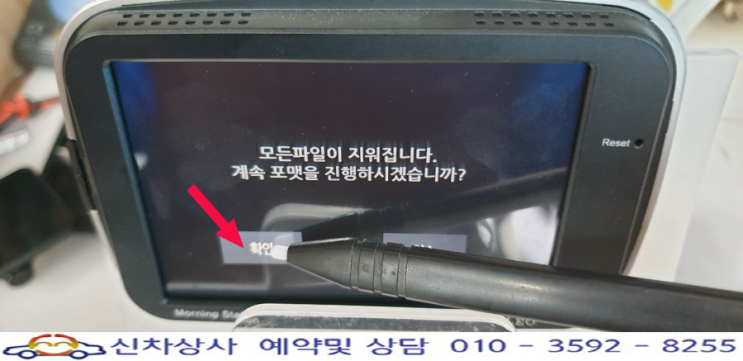 모든파일이 지워집니다.
계속 포맷을 진행하시겠습니까?
Reset
확인
Morning
신차상사 예약및 상담 010 - 3592 - 8255